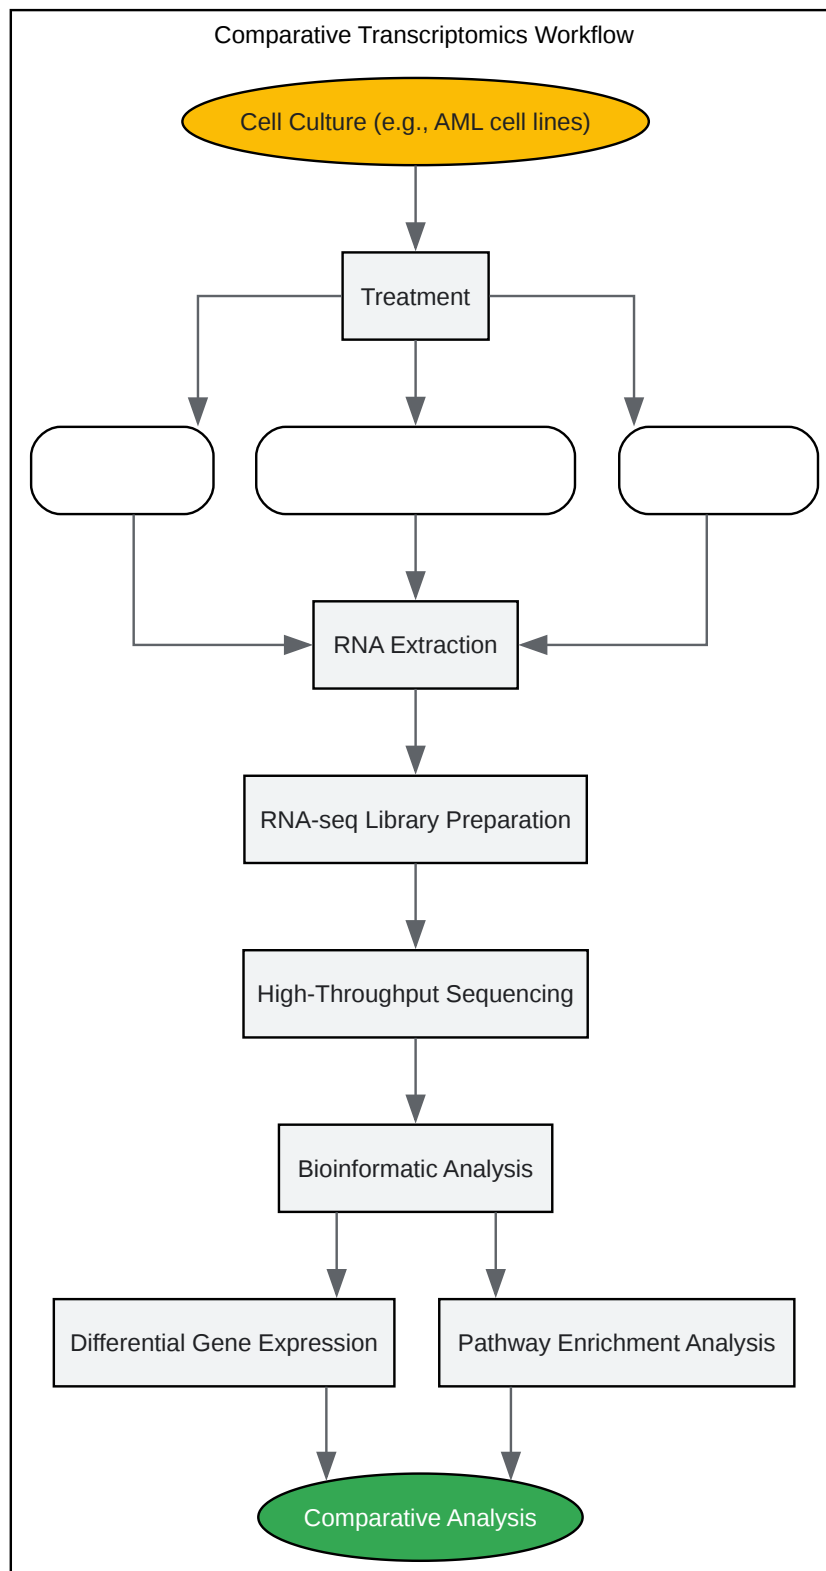 Comparative Transcriptomics Workflow
Cell Culture (e.g., AML cell lines)
Treatment
RNA Extraction
RNA-seq Library Preparation
High-Throughput Sequencing
Bioinformatic Analysis
Differential Gene Expression
Pathway Enrichment Analysis
Comparative Analysis